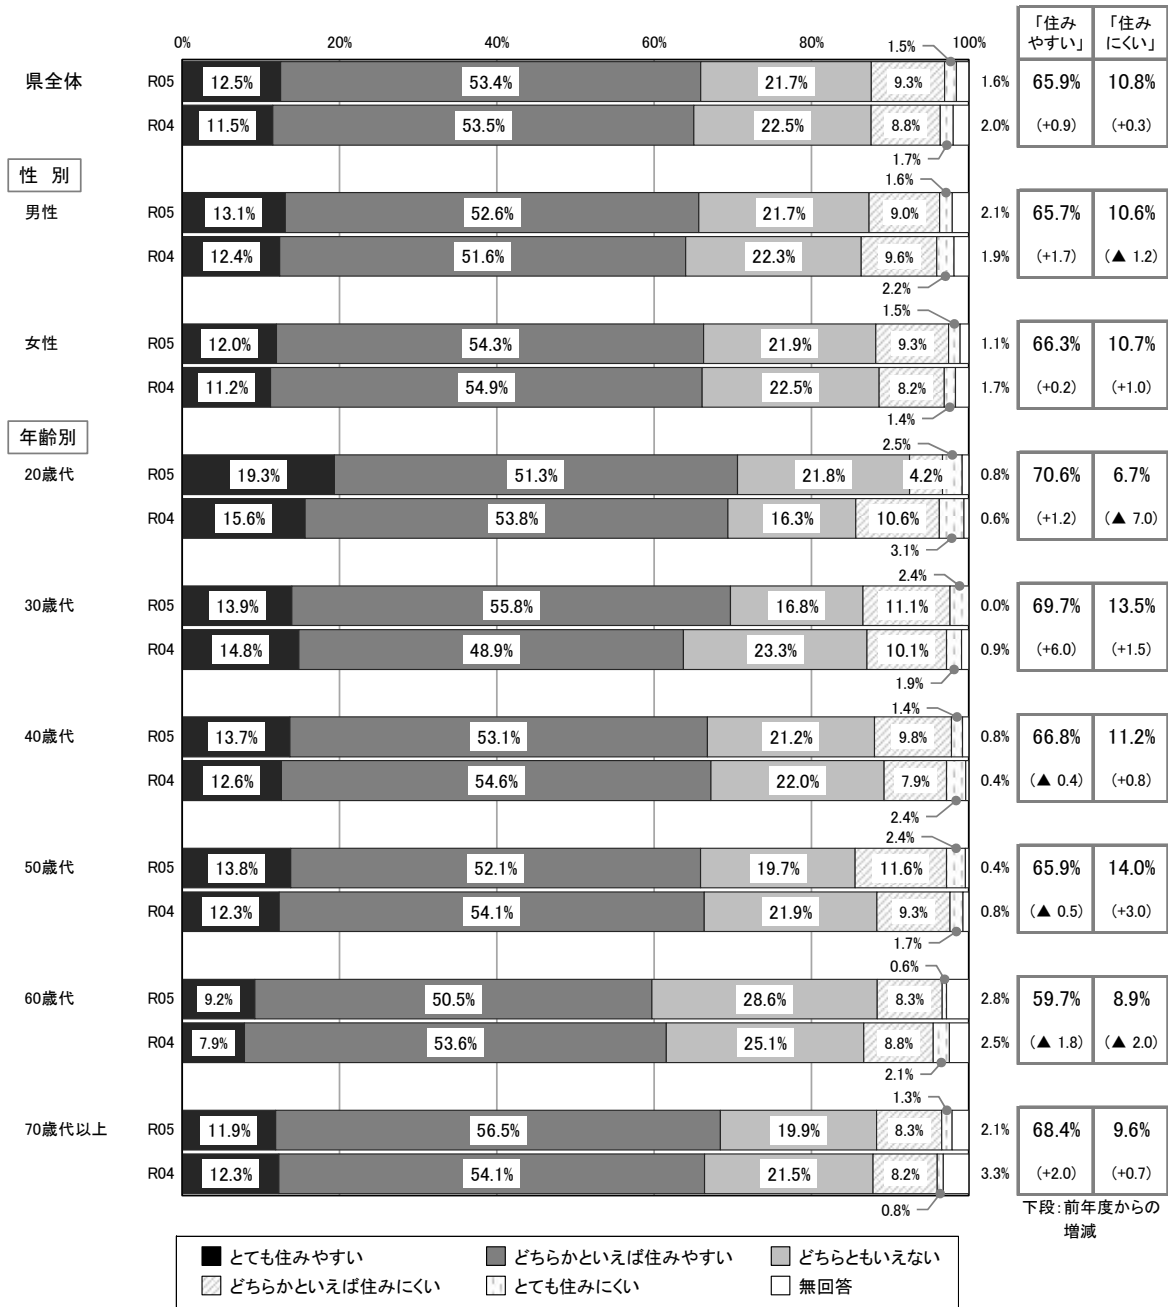 「住み
やすい」
「住み
にくい」
0% 20% 40% 60% 80% 100%
1.5%
県全体 R05 12.5% 53.4% 21.7% 9.3% 1.6% 65.9% 10.8%
R04 11.5% 53.5% 22.5% 8.8% 2.0% (+0.9) (+0.3)
1.7%
性 別
1.6%
男性 R05 13.1% 52.6% 21.7% 9.0% 2.1% 65.7% 10.6%
R04 12.4% 51.6% 22.3% 9.6% 1.9% (+1.7) (▲ 1.2)
2.2%
1.5%
女性 R05 12.0% 54.3% 21.9% 9.3% 1.1% 66.3% 10.7%
R04 11.2% 54.9% 22.5% 8.2% 1.7% (+0.2) (+1.0)
1.4%
年齢別
2.5%
20歳代 R05 19.3% 51.3% 21.8% 4.2% 0.8% 70.6% 6.7%
R04 15.6% 53.8% 16.3% 10.6% 0.6% (+1.2) (▲ 7.0)
3.1%
2.4%
30歳代 R05 13.9% 55.8% 16.8% 11.1% 0.0% 69.7% 13.5%
R04 14.8% 48.9% 23.3% 10.1% 0.9% (+6.0) (+1.5)
1.9%
1.4%
40歳代 R05 13.7% 53.1% 21.2% 9.8% 0.8% 66.8% 11.2%
R04 12.6% 54.6% 22.0% 7.9% 0.4% (▲ 0.4) (+0.8)
2.4%
2.4%
50歳代 R05 13.8% 52.1% 19.7% 11.6% 0.4% 65.9% 14.0%
R04 12.3% 54.1% 21.9% 9.3% 0.8% (▲ 0.5) (+3.0)
1.7%
0.6%
60歳代 R05 9.2% 50.5% 28.6% 8.3% 2.8% 59.7% 8.9%
R04 7.9% 53.6% 25.1% 8.8% 2.5% (▲ 1.8) (▲ 2.0)
2.1%
1.3%
70歳代以上 R05 11.9% 56.5% 19.9% 8.3% 2.1% 68.4% 9.6%
R04 12.3% 54.1% 21.5% 8.2% 3.3% (+2.0) (+0.7)
0.8%
下段：前年度からの
増減
とても住みやすい どちらかといえば住みやすい どちらともいえない
どちらかといえば住みにくい とても住みにくい 無回答